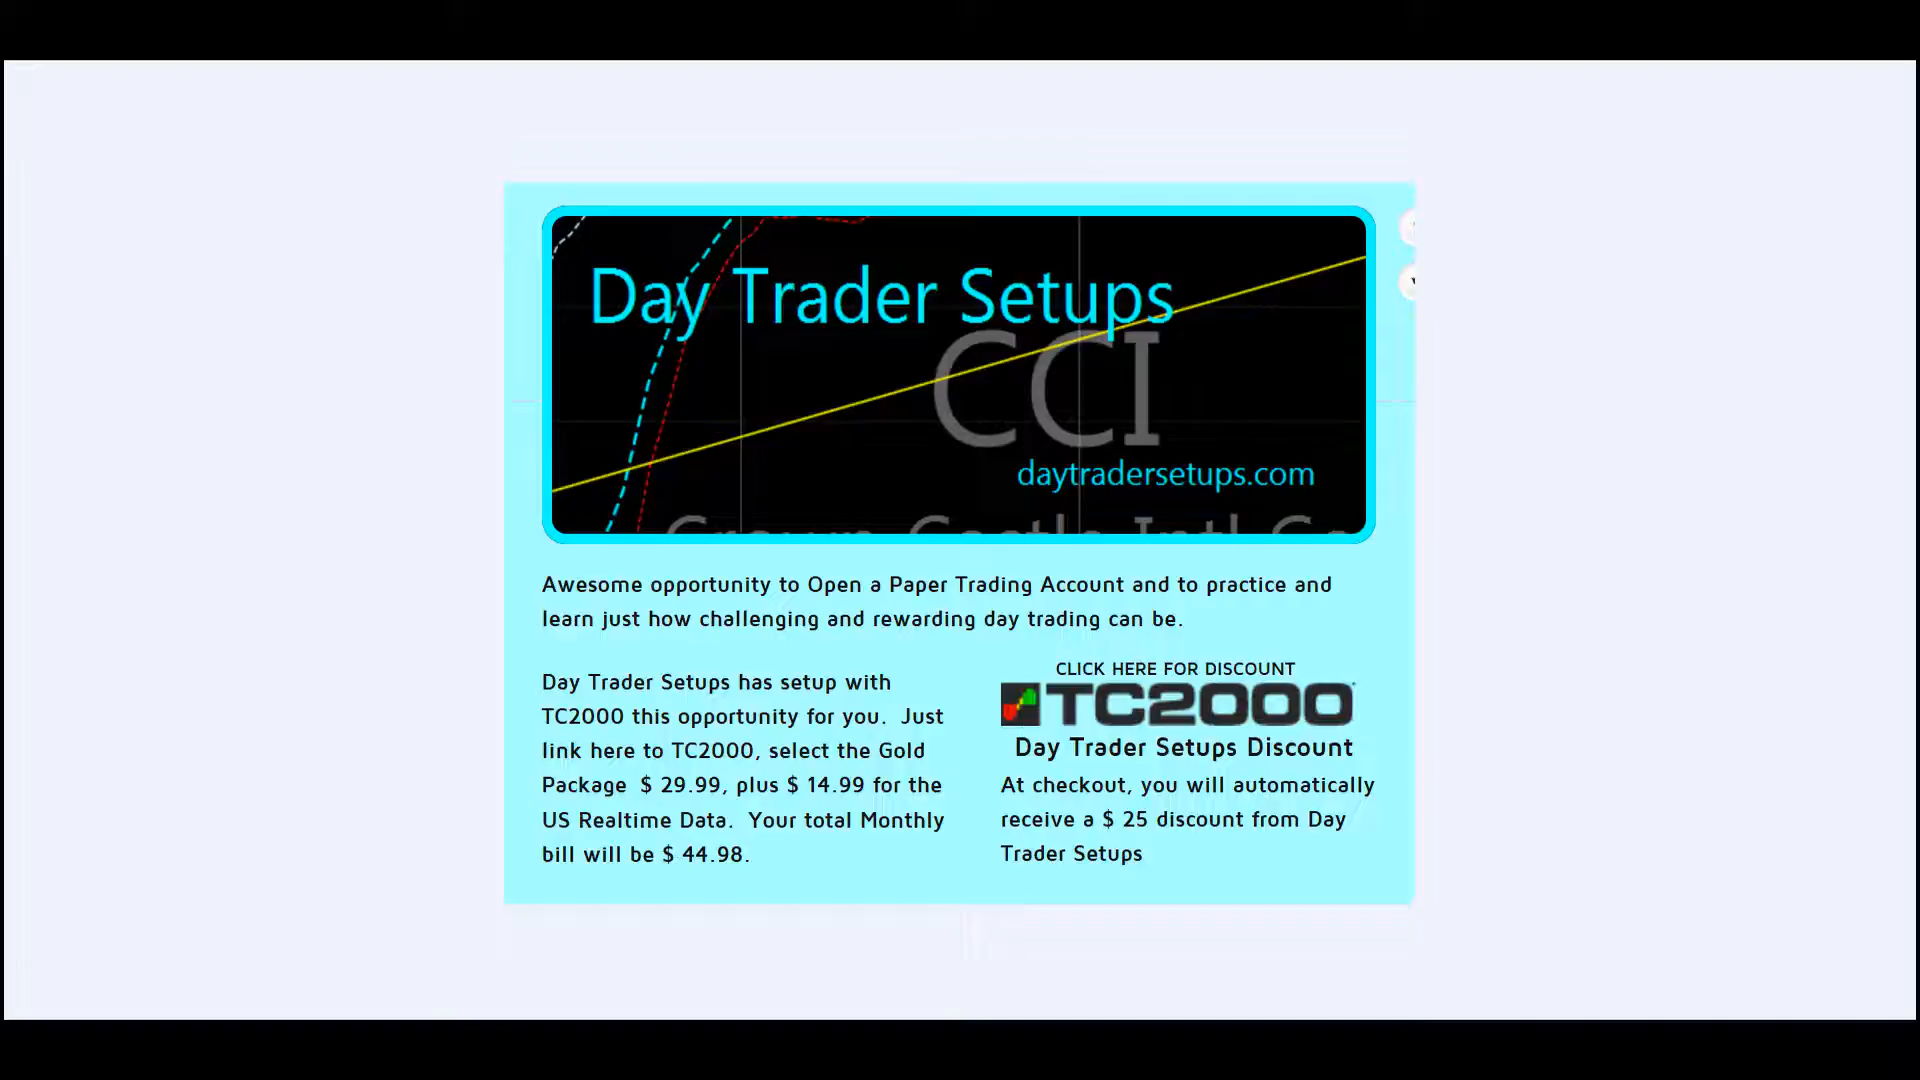 Day Trader Setups
CCI
daytradersetups.com
Crown Castle Intl Co
Awesome opportunity to Open a Paper Trading Account and to practice and
learn just how challenging and rewarding day trading can be.
Day Trader Setups has setup with
TC2000 this opportunity for you.  Just
link here to TC2000, select the Gold
Package  $ 29.99, plus $ 14.99 for the
US Realtime Data.  Your total Monthly
bill will be $ 44.98.
CLICK HERE FOR DISCOUNT
TC2000
Day Trader Setups Discount
At checkout, you will automatically
receive a $ 25 discount from Day
Trader Setups